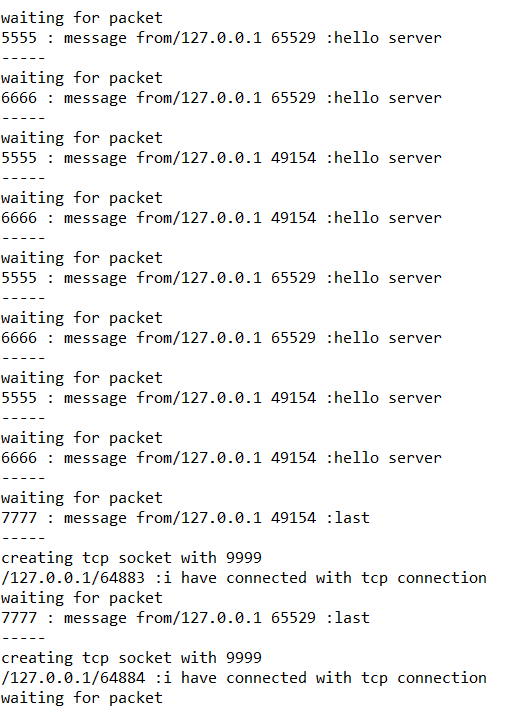 waiting for packet
5555 : message from/127.0.0.1 65529 :hello server
-----
waiting for packet
6666 : message from/127.0.0.1 65529 :hello server
-----
waiting for packet
5555 : message from/127.0.0.1 49154 :hello server
-----
waiting for packet
6666 : message from/127.0.0.1 49154 :hello server
-----
waiting for packet
5555 : message from/127.0.0.1 65529 :hello server
-----
waiting for packet
6666 : message from/127.0.0.1 65529 :hello server
-----
waiting for packet
5555 : message from/127.0.0.1 49154 :hello server
-----
waiting for packet
6666 : message from/127.0.0.1 49154 :hello server
-----
waiting for packet
7777 : message from/127.0.0.1 49154 :last
-----
creating tcp socket with 9999
/127.0.0.1/64883 :i have connected with tcp connection
waiting for packet
7777 : message from/127.0.0.1 65529 :last
-----
creating tcp socket with 9999
/127.0.0.1/64884 :i have connected with tcp connection
waiting for packet